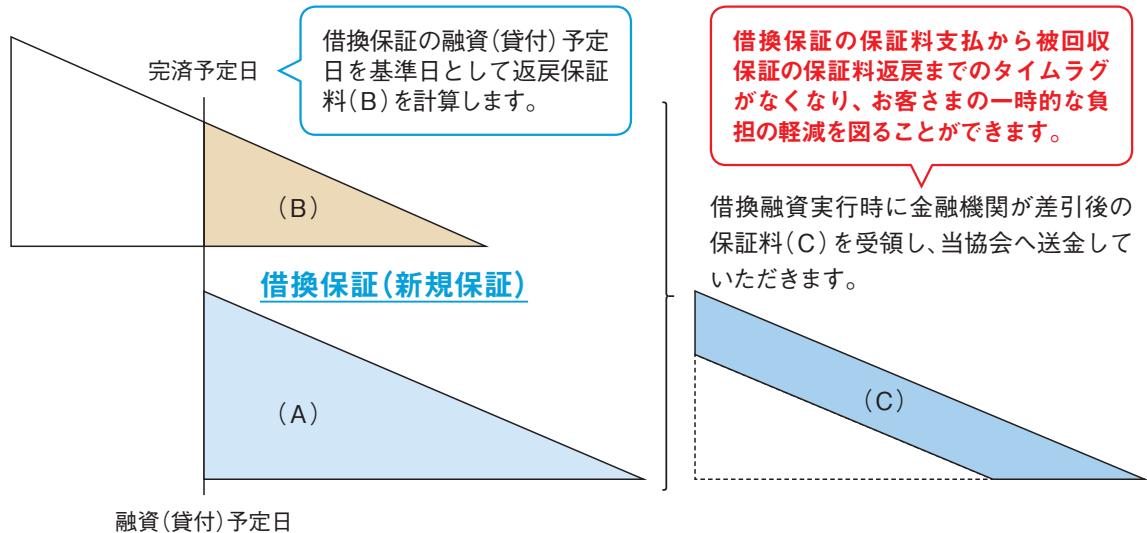 完済予定日
借換保証の融資(貸付)予定
日を基準日として返戻保証
料(B)を計算します。
(B)
借換保証(新規保証)
(A)
融資(貸付)予定日
借換保証の保証料支払から被回収
保証の保証料返戻までのタイムラグ
がなくなり、お客さまの一時的な負
担の軽減を図ることができます。
借換融資実行時に金融機関が差引後の
保証料(C)を受領し、当協会へ送金して
いただきます。
(C)